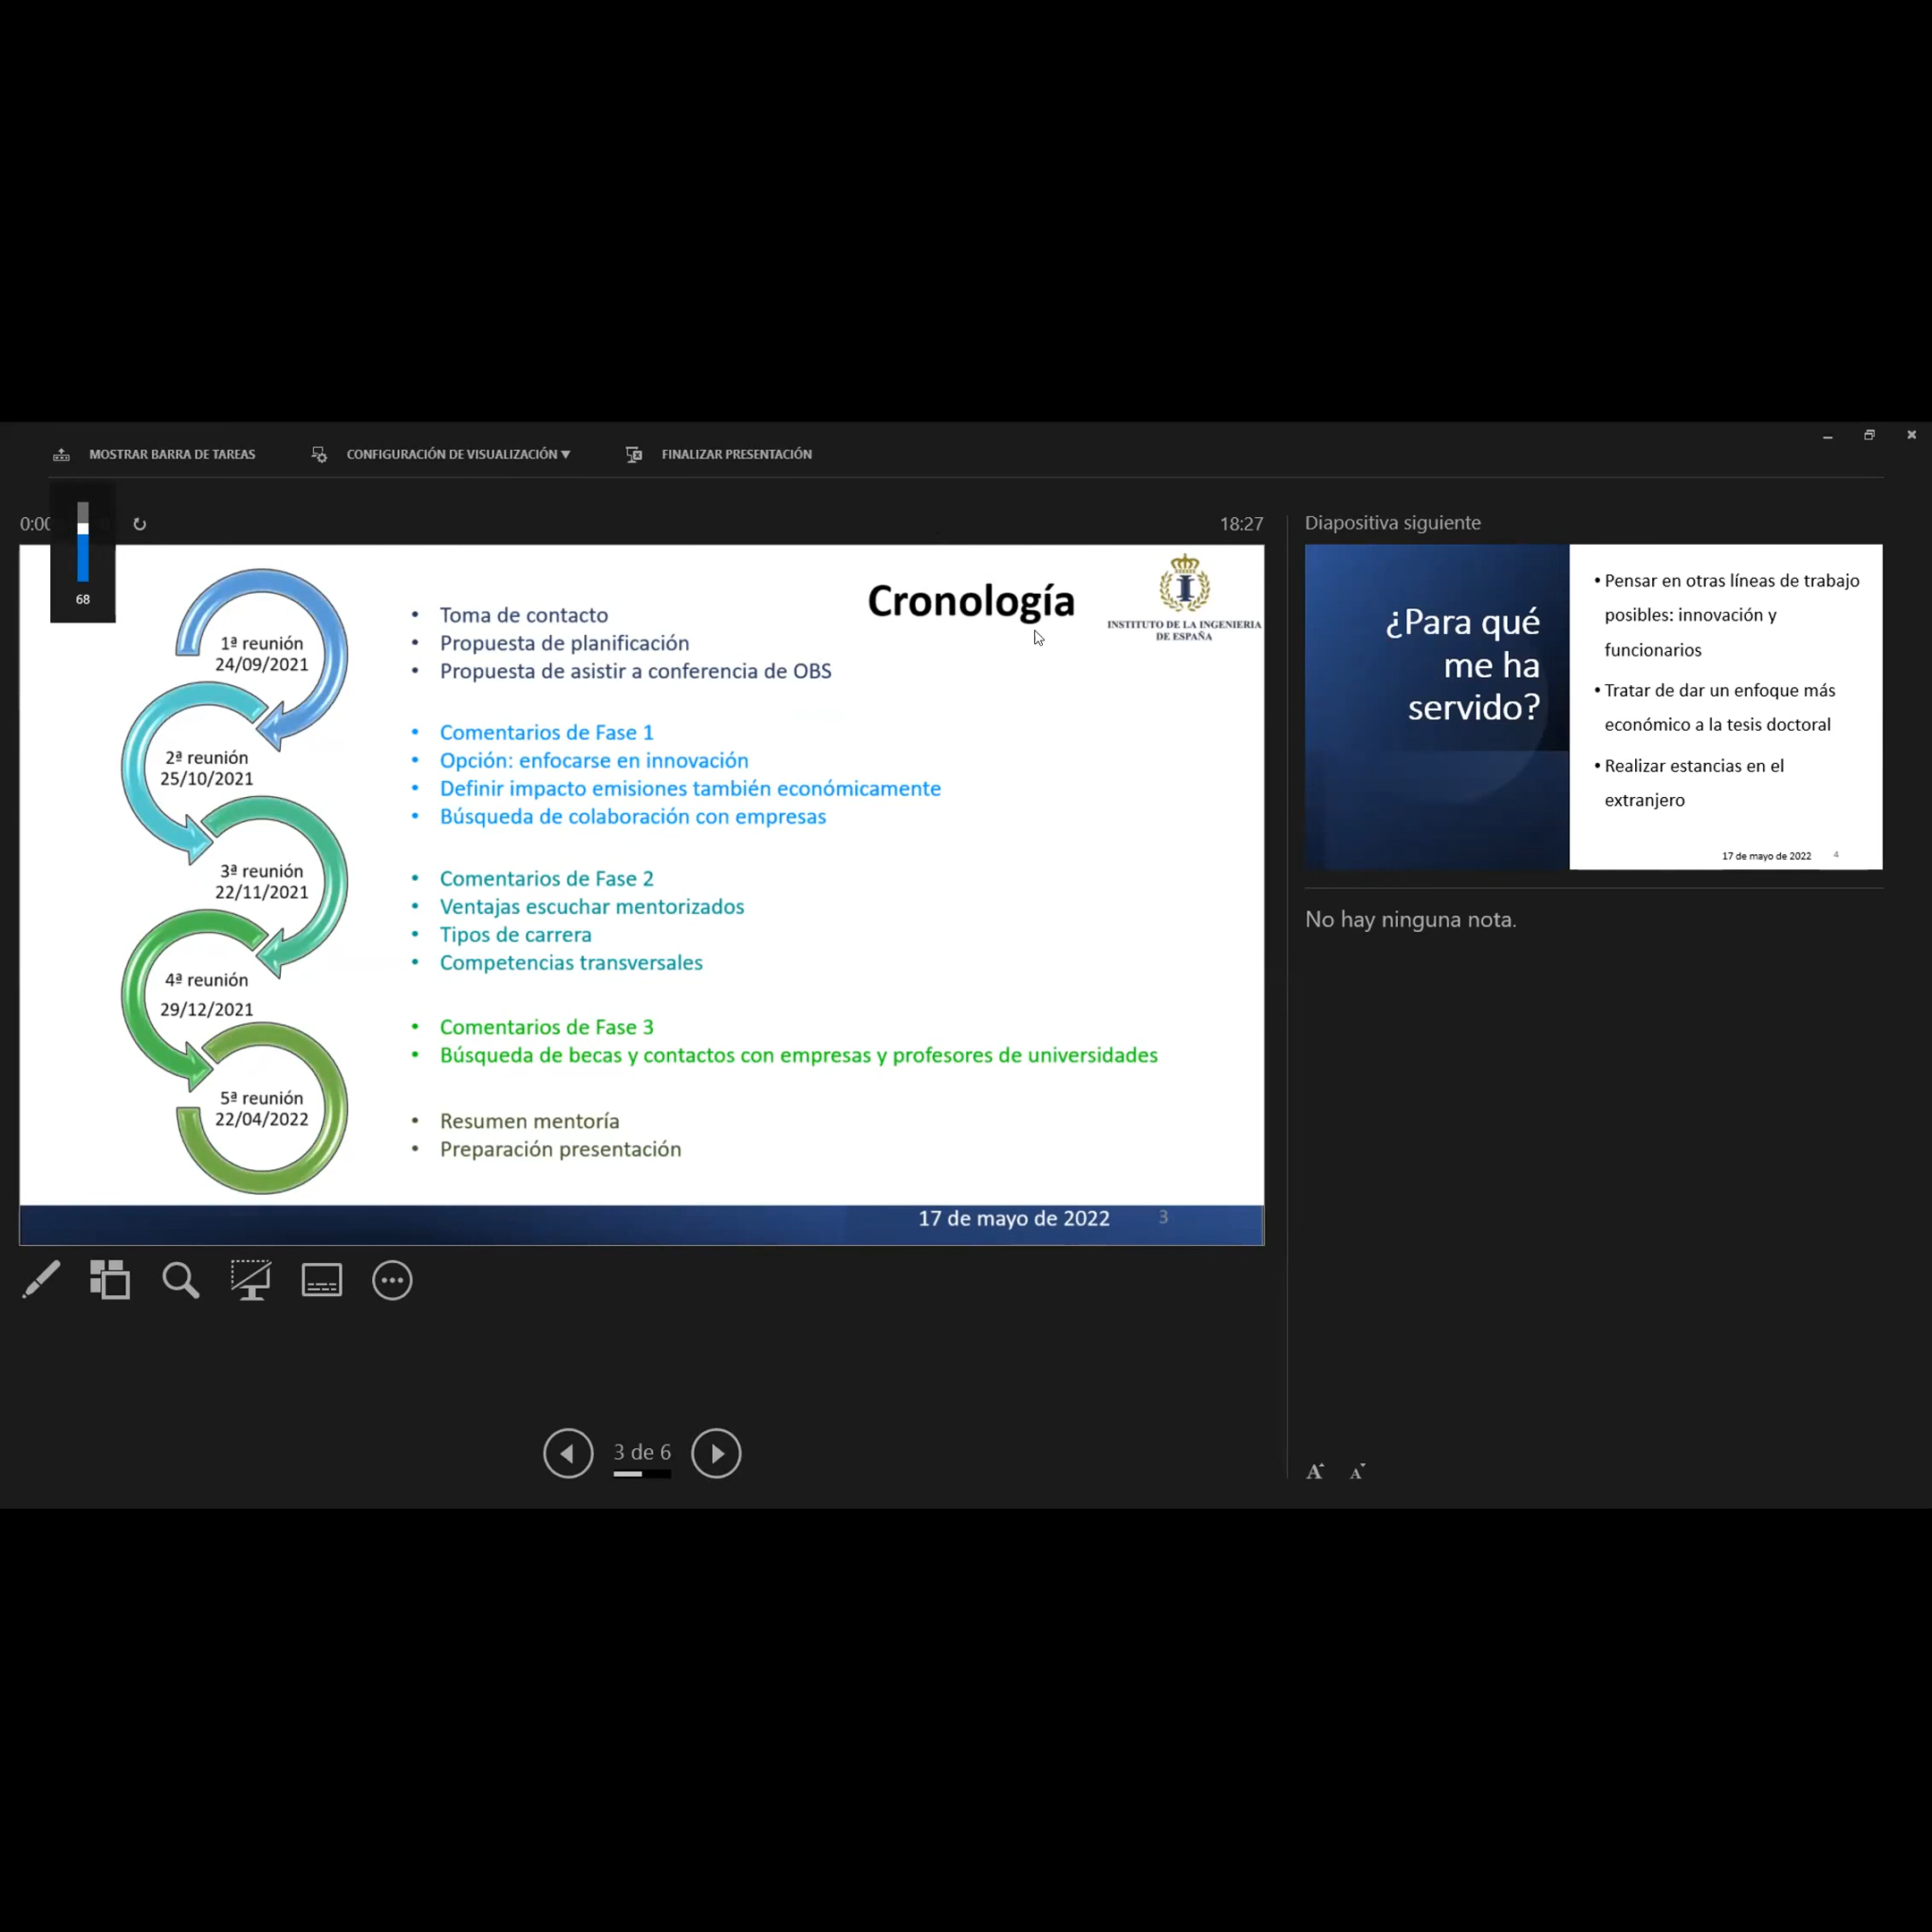 MOSTRAR BARRA DE TAREAS
CONFIGURACIÓN DE VISUALIZACIÓN
FINALIZAR PRESENTACIÓN
0:00
68
18:27
Cronología
INSTITUTO DE LA INGENIERIA
DE ESPAÑA
1ª reunión
24/09/2021
• Toma de contacto
• Propuesta de planificación
• Propuesta de asistir a conferencia de OBS
2ª reunión
25/10/2021
• Comentarios de Fase 1
• Opción: enfocarse en innovación
• Definir impacto emisiones también económicamente
• Búsqueda de colaboración con empresas
3ª reunión
22/11/2021
• Comentarios de Fase 2
• Ventajas escuchar mentorizados
• Tipos de carrera
• Competencias transversales
4ª reunión
29/12/2021
• Comentarios de Fase 3
• Búsqueda de becas y contactos con empresas y profesores de universidades
5ª reunión
22/04/2022
• Resumen mentoría
• Preparación presentación
17 de mayo de 2022
3
3 de 6
Diapositiva siguiente
¿Para qué
me ha
servido?
• Pensar en otras líneas de trabajo
posibles: innovación y
funcionarios
• Tratar de dar un enfoque más
económico a la tesis doctoral
• Realizar estancias en el
extranjero
17 de mayo de 2022
4
No hay ninguna nota.
A A